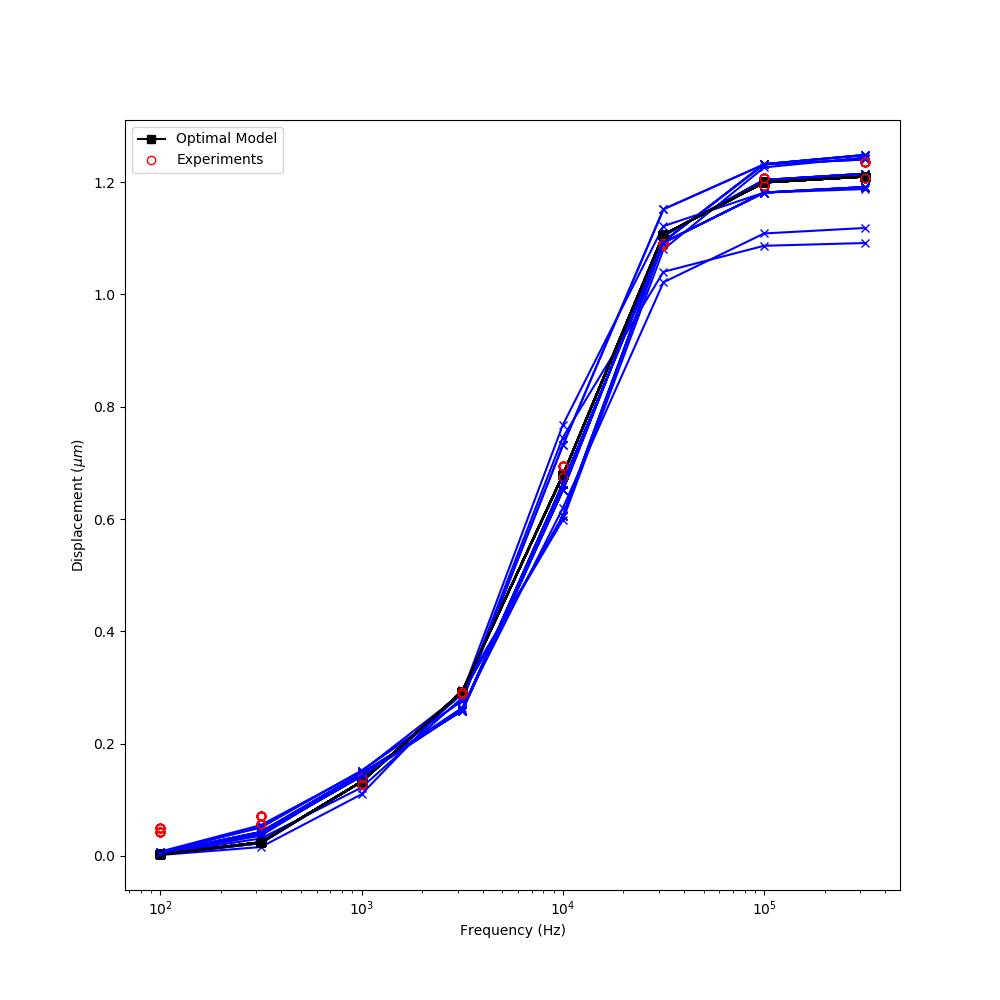 Optimal Model
Experiments
1.2
1.0
0.8
0.6
0.4
0.2
0.0
Displacement (μm)
10²
10³
10⁴
10⁵
Frequency (Hz)